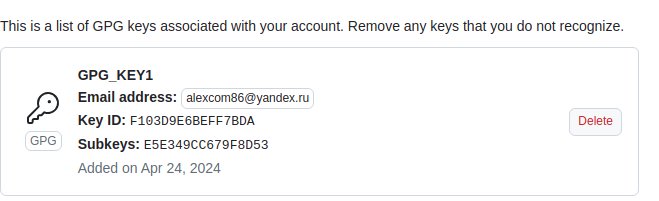 This is a list of GPG keys associated with your account. Remove any keys that you do not recognize.
GPG_KEY1
Email address: alexcom86@yandex.ru
Key ID: F103D9E6BEFF7BDA
Subkeys: E5E349CC679F8D53
Added on Apr 24, 2024
GPG
Delete